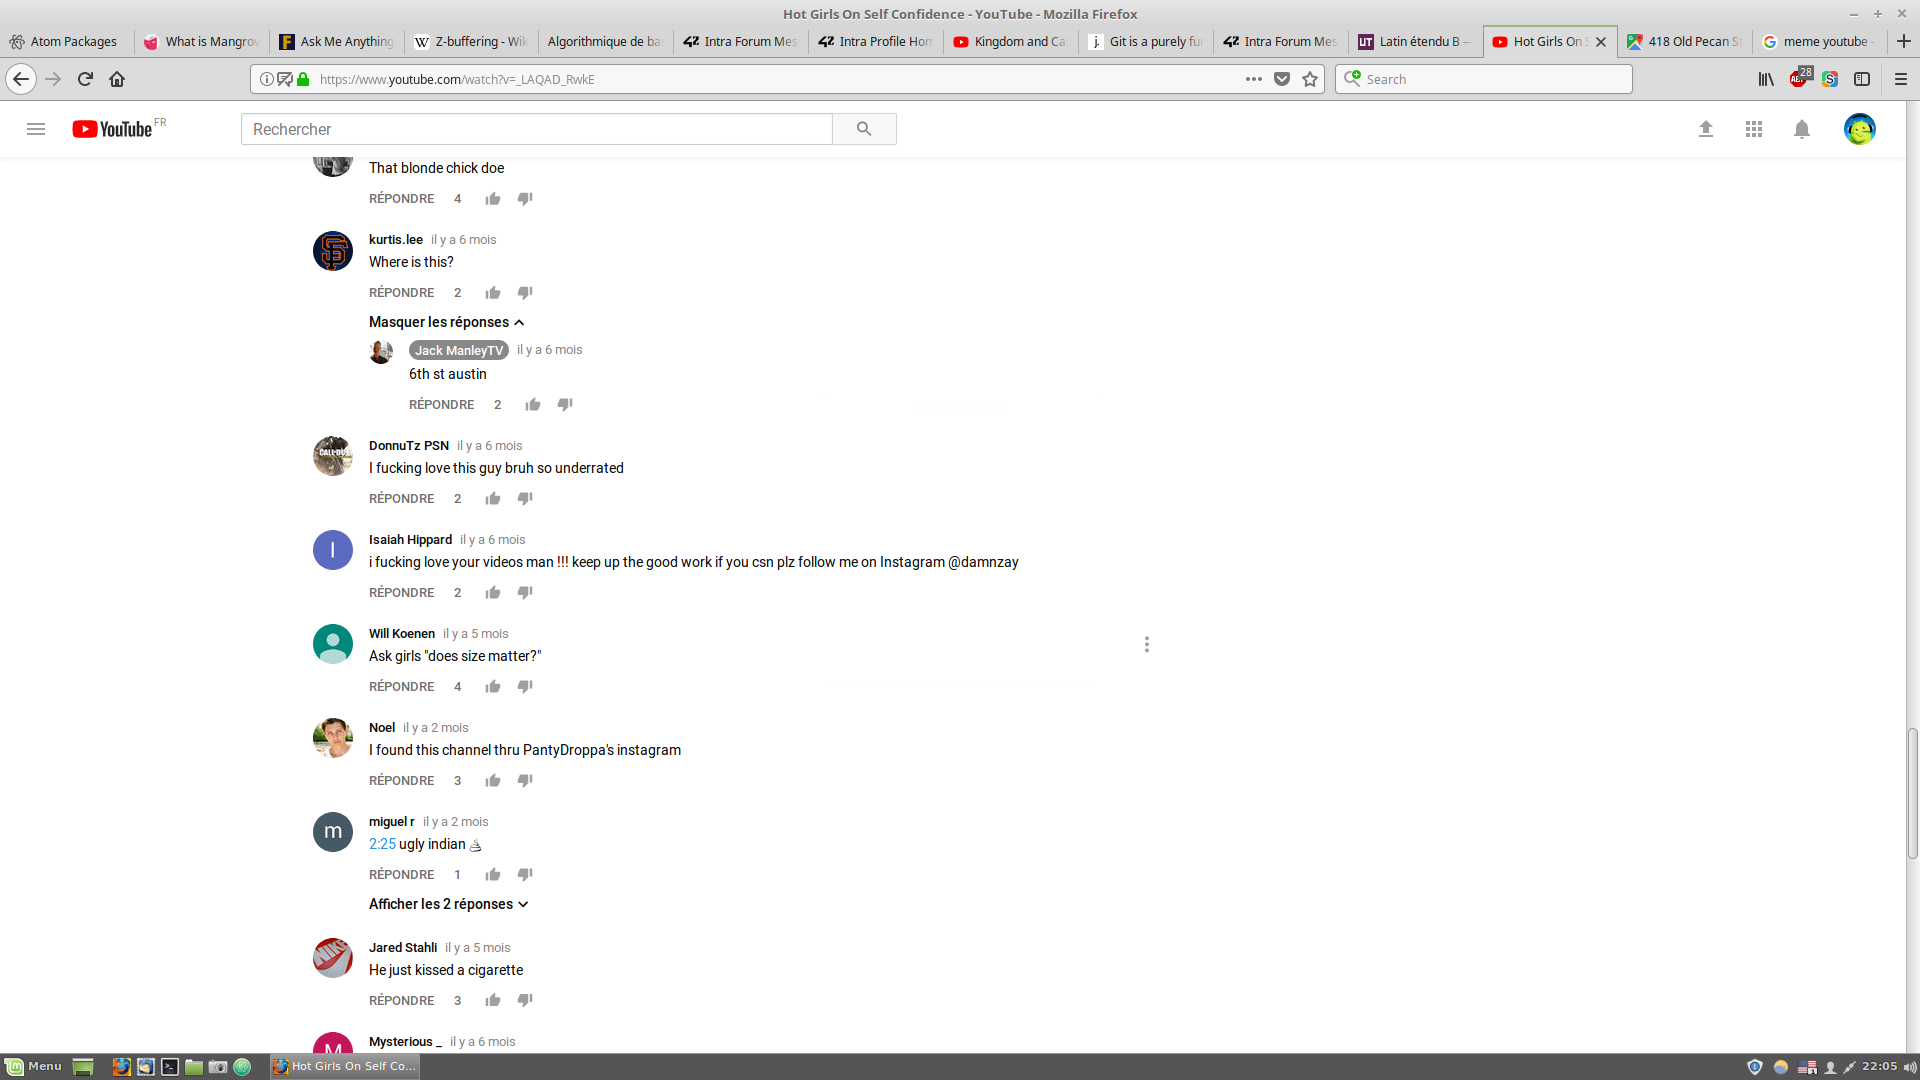 Hot Girls On Self Confidence - YouTube - Mozilla Firefox
Atom Packages
What is Mangrov
Ask Me Anything
Z-buffering - Wik
Algorithmique de ba
Intra Forum Mes
Intra Profile Hom
Kingdom and Ca
Git is a purely fu
Intra Forum Mes
UT Latin étendu B –
Hot Girls On S
418 Old Pecan St
meme youtube -
https://www.youtube.com/watch?v=_LAQAD_RwkE
Search
28
YouTube FR
Rechercher
That blonde chick doe
RÉPONDRE 4
kurtis.lee il y a 6 mois
Where is this?
RÉPONDRE 2
Masquer les réponses
Jack ManleyTV il y a 6 mois
6th st austin
RÉPONDRE 2
DonnuTz PSN il y a 6 mois
I fucking love this guy bruh so underrated
RÉPONDRE 2
I
Isaiah Hippard il y a 6 mois
i fucking love your videos man !!! keep up the good work if you csn plz follow me on Instagram @damnzay
RÉPONDRE 2
Will Koenen il y a 5 mois
Ask girls "does size matter?"
RÉPONDRE 4
Noel il y a 2 mois
I found this channel thru PantyDroppa's instagram
RÉPONDRE 3
m
miguel r il y a 2 mois
2:25 ugly indian
RÉPONDRE 1
Afficher les 2 réponses
Jared Stahli il y a 5 mois
He just kissed a cigarette
RÉPONDRE 3
M
Mysterious _ il y a 6 mois
Menu
Hot Girls On Self Co...
22:05